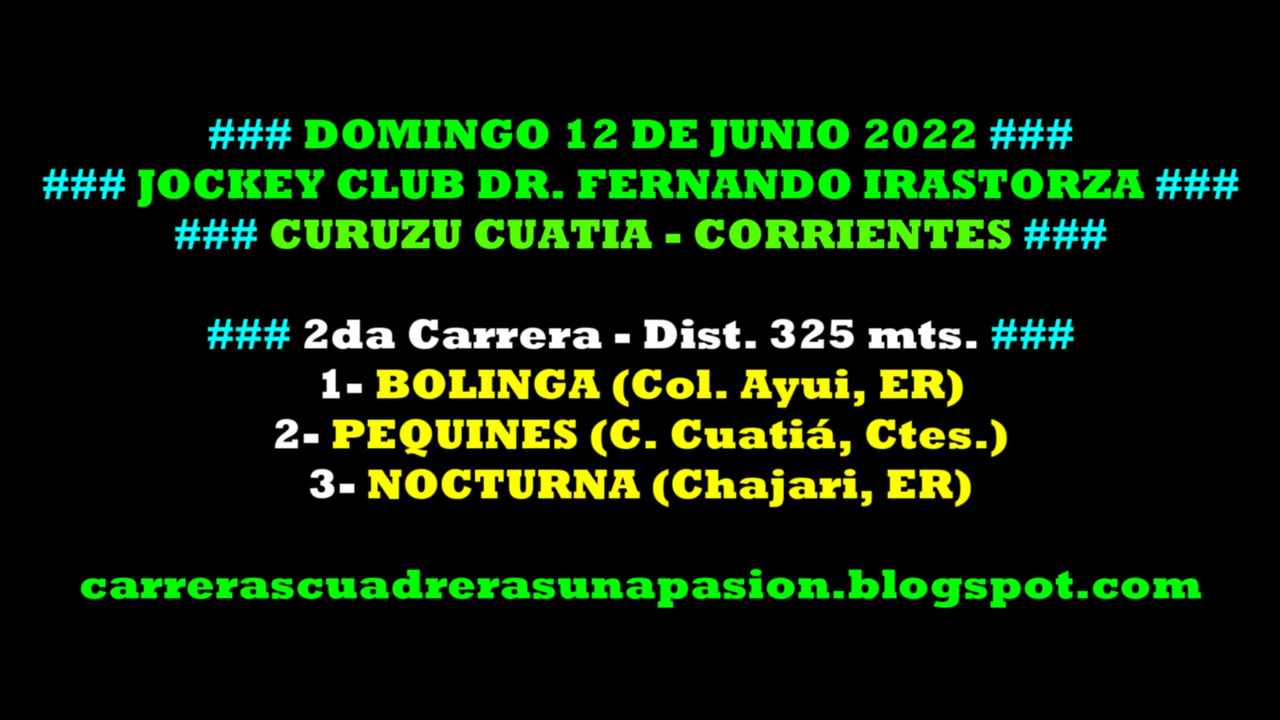 ### DOMINGO 12 DE JUNIO 2022 ###
### JOCKEY CLUB DR. FERNANDO IRASTORZA ###
### CURUZU CUATIA - CORRIENTES ###
### 2da Carrera - Dist. 325 mts. ###
1- BOLINGA (Col. Ayui, ER)
2- PEQUINES (C. Cuatiá, Ctes.)
3- NOCTURNA (Chajari, ER)
carrerascuadrerasunapasion.blogspot.com